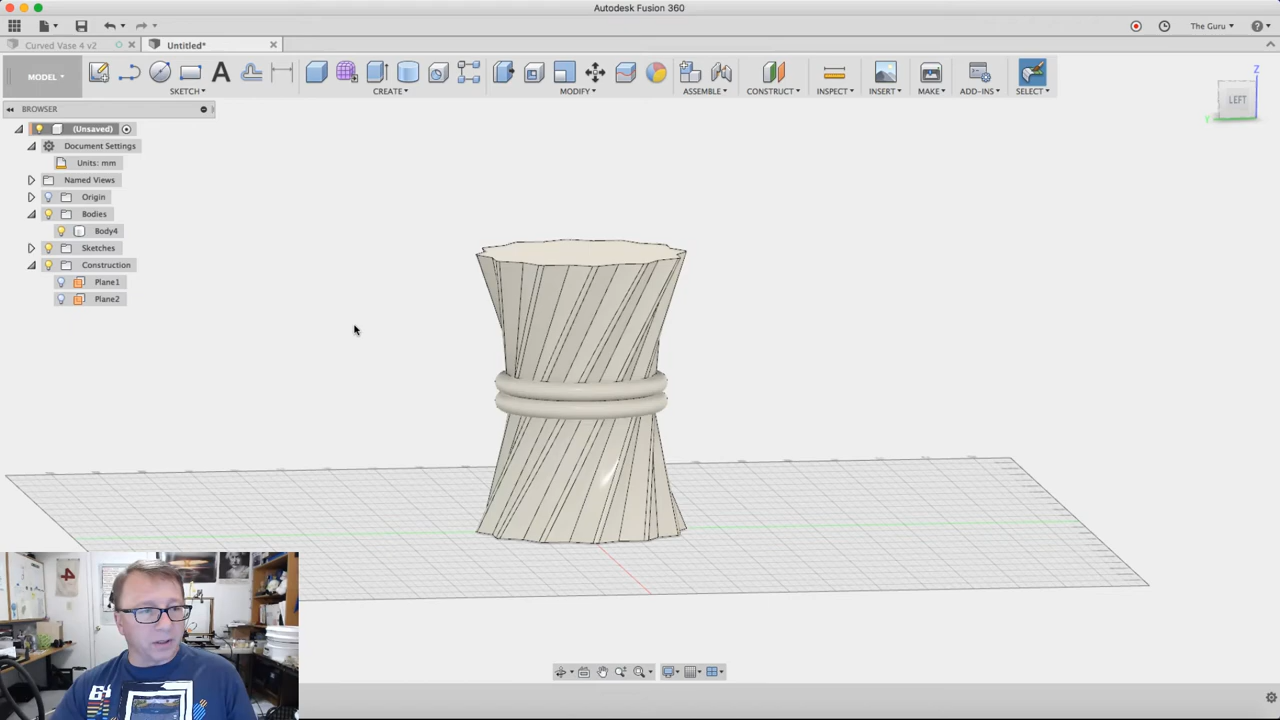 Autodesk Fusion 360
The Guru
Curved Vase 4 v2
Untitled*
MODEL
SKETCH
CREATE
MODIFY
ASSEMBLE
CONSTRUCT
INSPECT
INSERT
MAKE
ADD-INS
SELECT
BROWSER
Z
LEFT
Y
(Unsaved)
Document Settings
Units: mm
Named Views
Origin
Bodies
Body4
Sketches
Construction
Plane1
Plane2